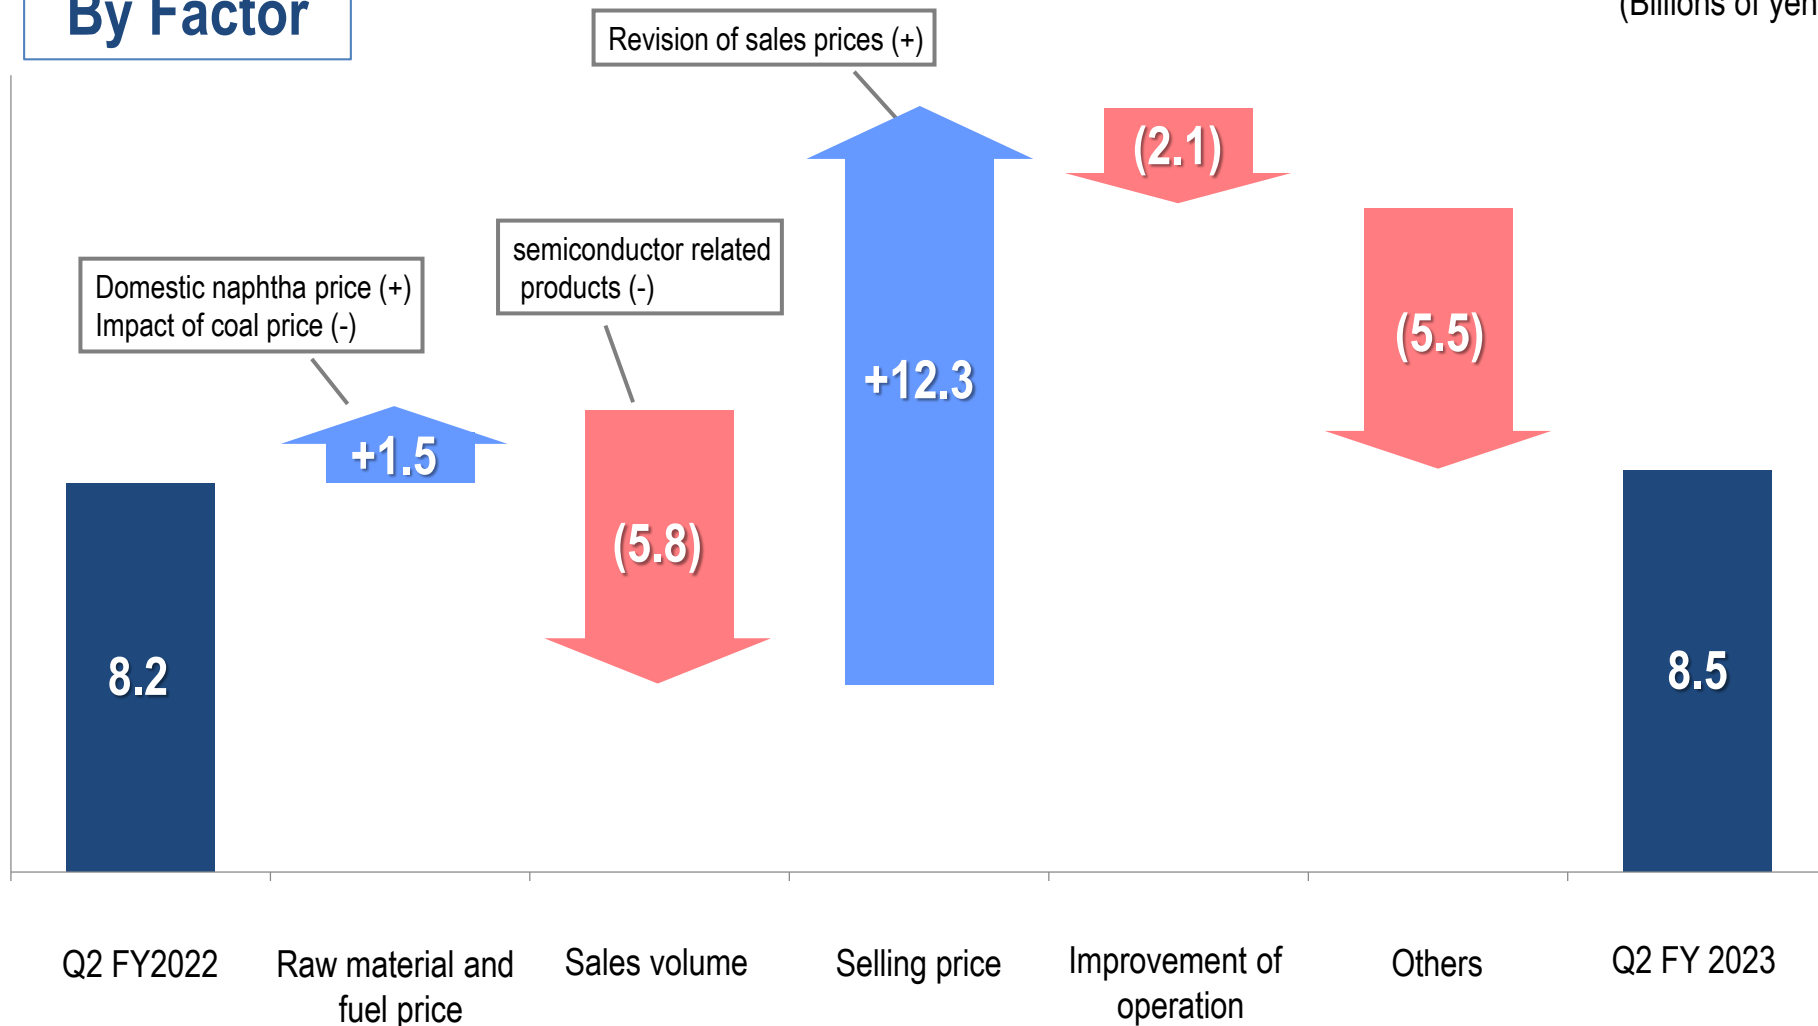 By Factor
(Billions of yen
Revision of sales prices (+)
(2.1)
semiconductor related
products (-)
Domestic naphtha price (+)
Impact of coal price (-)
(5.5)
+12.3
+1.5
(5.8)
8.2
8.5
Q2 FY2022
Raw material and
fuel price
Sales volume
Selling price
Improvement of
operation
Others
Q2 FY 2023